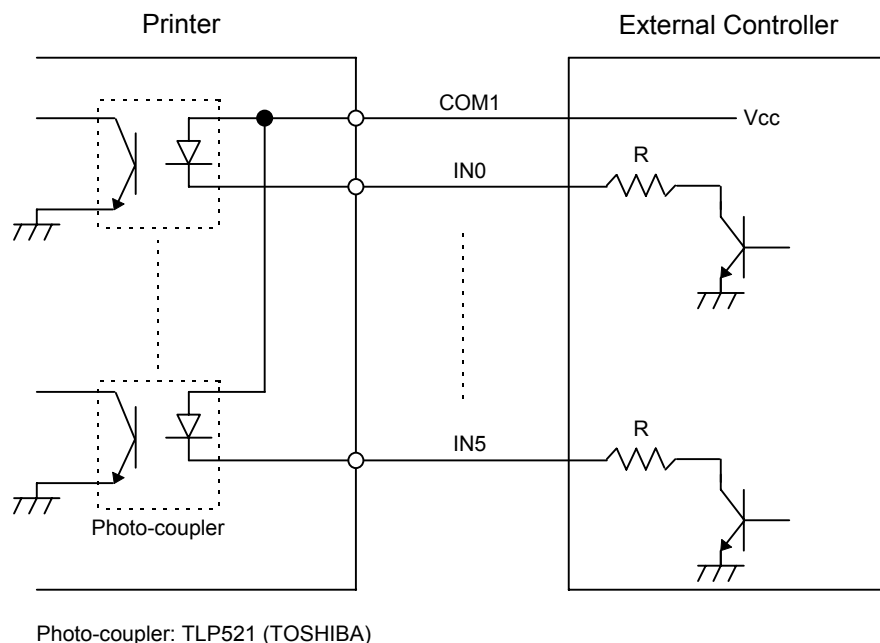 Printer
External Controller
COM1
Vcc
R
IN0
R
IN5
Photo-coupler
Photo-coupler: TLP521 (TOSHIBA)